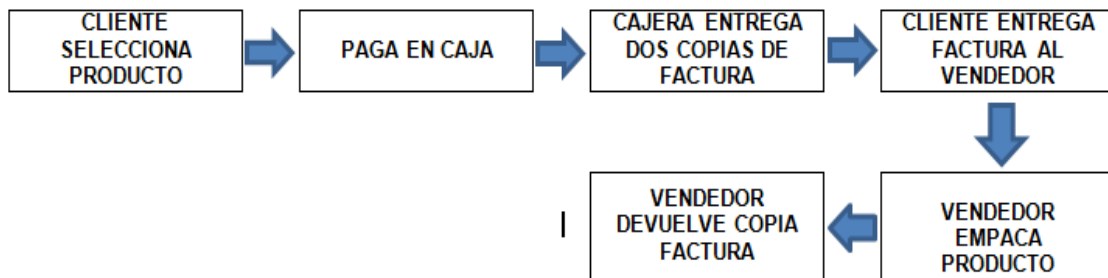 CLIENTE
SELECCIONA
PRODUCTO
PAGA EN CAJA
CAJERA ENTREGA
DOS COPIAS DE
FACTURA
CLIENTE ENTREGA
FACTURA AL
VENDEDOR
VENDEDOR
EMPACA
PRODUCTO
VENDEDOR
DEVUELVE COPIA
FACTURA